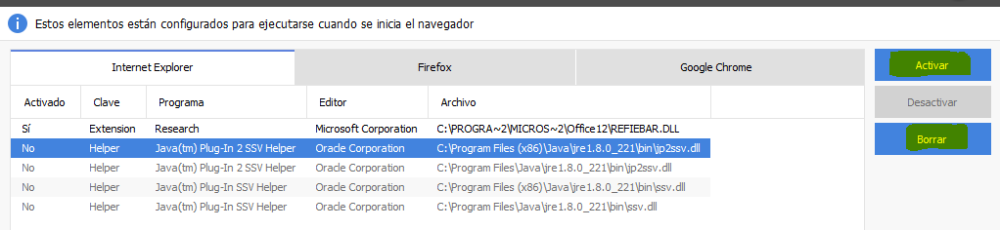 Estos elementos están configurados para ejecutarse cuando se inicia el navegador
Internet Explorer Firefox Google Chrome
Activado Clave Programa Editor Archivo
Sí Extension Research Microsoft Corporation C:\PROGRA~2\MICROS~2\Office12\REFIEBAR.DLL
No Helper Java(tm) Plug-In 2 SSV Helper Oracle Corporation C:\Program Files (x86)\Java\jre1.8.0_221\bin\jp2ssv.dll
No Helper Java(tm) Plug-In 2 SSV Helper Oracle Corporation C:\Program Files\Java\jre1.8.0_221\bin\jp2ssv.dll
No Helper Java(tm) Plug-In SSV Helper Oracle Corporation C:\Program Files (x86)\Java\jre1.8.0_221\bin\ssv.dll
No Helper Java(tm) Plug-In SSV Helper Oracle Corporation C:\Program Files\Java\jre1.8.0_221\bin\ssv.dll
Activar
Desactivar
Borrar